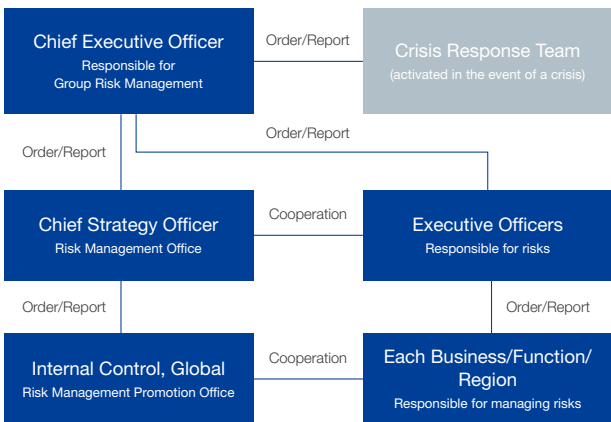 Chief Executive Officer
Responsible for
Group Risk Management
Order/Report
Crisis Response Team
(activated in the event of a crisis)
Order/Report
Order/Report
Chief Strategy Officer
Risk Management Office
Cooperation
Executive Officers
Responsible for risks
Order/Report
Order/Report
Internal Control, Global
Risk Management Promotion Office
Cooperation
Each Business/Function/
Region
Responsible for managing risks